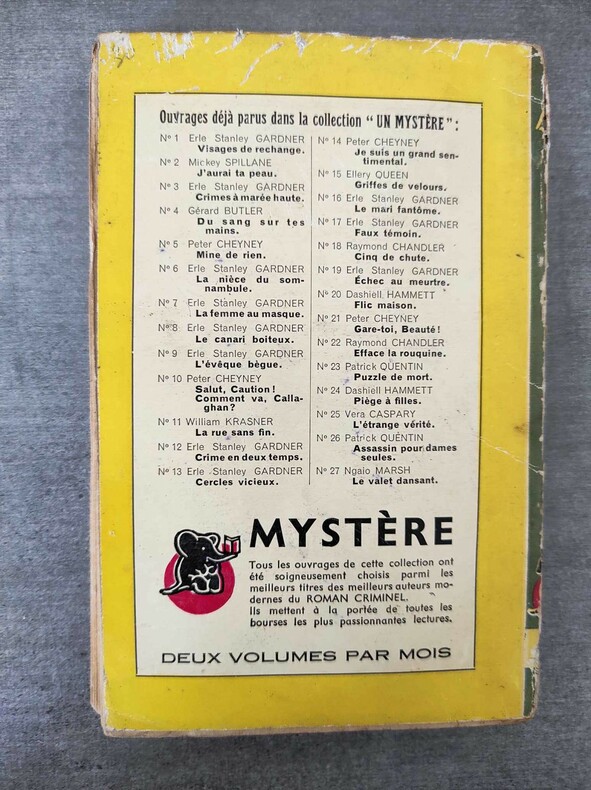 Ouvrages déjà parus dans la collection “ UN MYSTÈRE ” :
Nº 1 Erle Stanley GARDNER
Visages de rechange.
Nº 2 Mickey SPILLANE
J'aurai ta peau.
Nº 3 Erle Stanley GARDNER
Crimes à marée haute.
Nº 4 Gérard BUTLER
Du sang sur tes
mains.
Nº 5 Peter CHEYNEY
Mine de rien.
Nº 6 Erle Stanley GARDNER
La nièce du som-
nambule.
Nº 7 Erle Stanley GARDNER
La femme au masque.
Nº 8 Erle Stanley GARDNER
Le canari boiteux.
Nº 9 Erle Stanley GARDNER
L'évêque bègue.
Nº 10 Peter CHEYNEY
Salut, Caution !
Comment va, Calla-
ghan ?
Nº 11 William KRASNER
La rue sans fin.
Nº 12 Erle Stanley GARDNER
Crime en deux temps.
Nº 13 Erle Stanley GARDNER
Cercles vicieux.
Nº 14 Peter CHEYNEY
Je suis un grand sen-
timental.
Nº 15 Ellery QUEEN
Griffes de velours.
Nº 16 Erle Stanley GARDNER
Le mari fantôme.
Nº 17 Erle Stanley GARDNER
Faux témoin.
Nº 18 Raymond CHANDLER
Cinq de chute.
Nº 19 Erle Stanley GARDNER
Échec au meurtre.
Nº 20 Dashiell HAMMETT
Flic maison.
Nº 21 Peter CHEYNEY
Gare-toi, Beauté !
Nº 22 Raymond CHANDLER
Efface la rouquine.
Nº 23 Patrick QUENTIN
Puzzle de mort.
Nº 24 Dashiell HAMMETT
Piège à filles.
Nº 25 Vera CASPARY
L'étrange vérité.
Nº 26 Patrick QUENTIN
Assassin pour dames
seules.
Nº 27 Ngaio MARSH
Le valet dansant.
MYSTÈRE
Tous les ouvrages de cette collection ont
été soigneusement choisis parmi les
meilleurs titres des meilleurs auteurs mo-
dernes du ROMAN CRIMINEL.
Ils mettent à la portée de toutes les
bourses les plus passionnantes lectures.
DEUX VOLUMES PAR MOIS